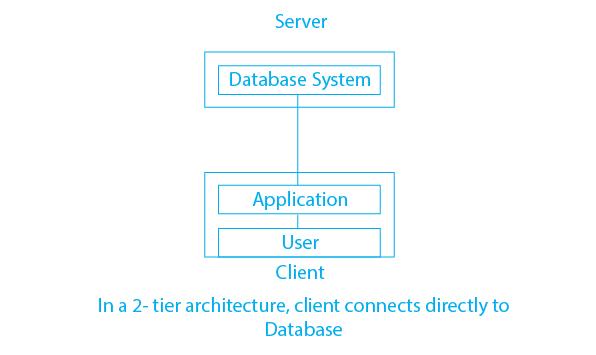 Server
Database System
Application
User
Client
In a 2- tier architecture, client connects directly to
Database